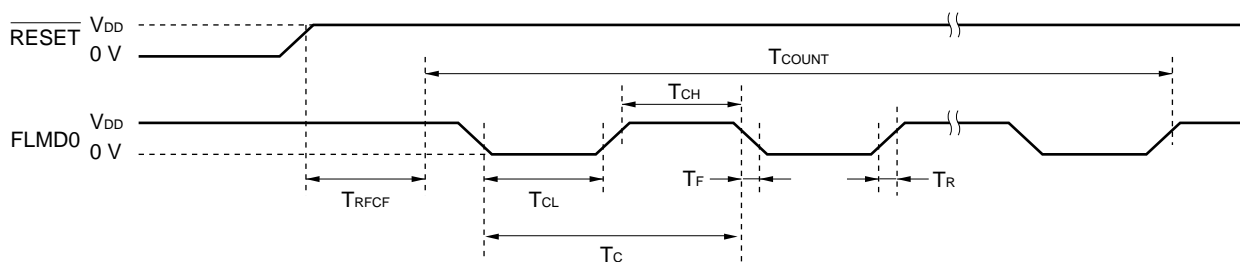 RESET
VDD
0 V
TCOUNT
TCH
FLMD0
VDD
0 V
TF
TR
TRFCF
TCL
TC